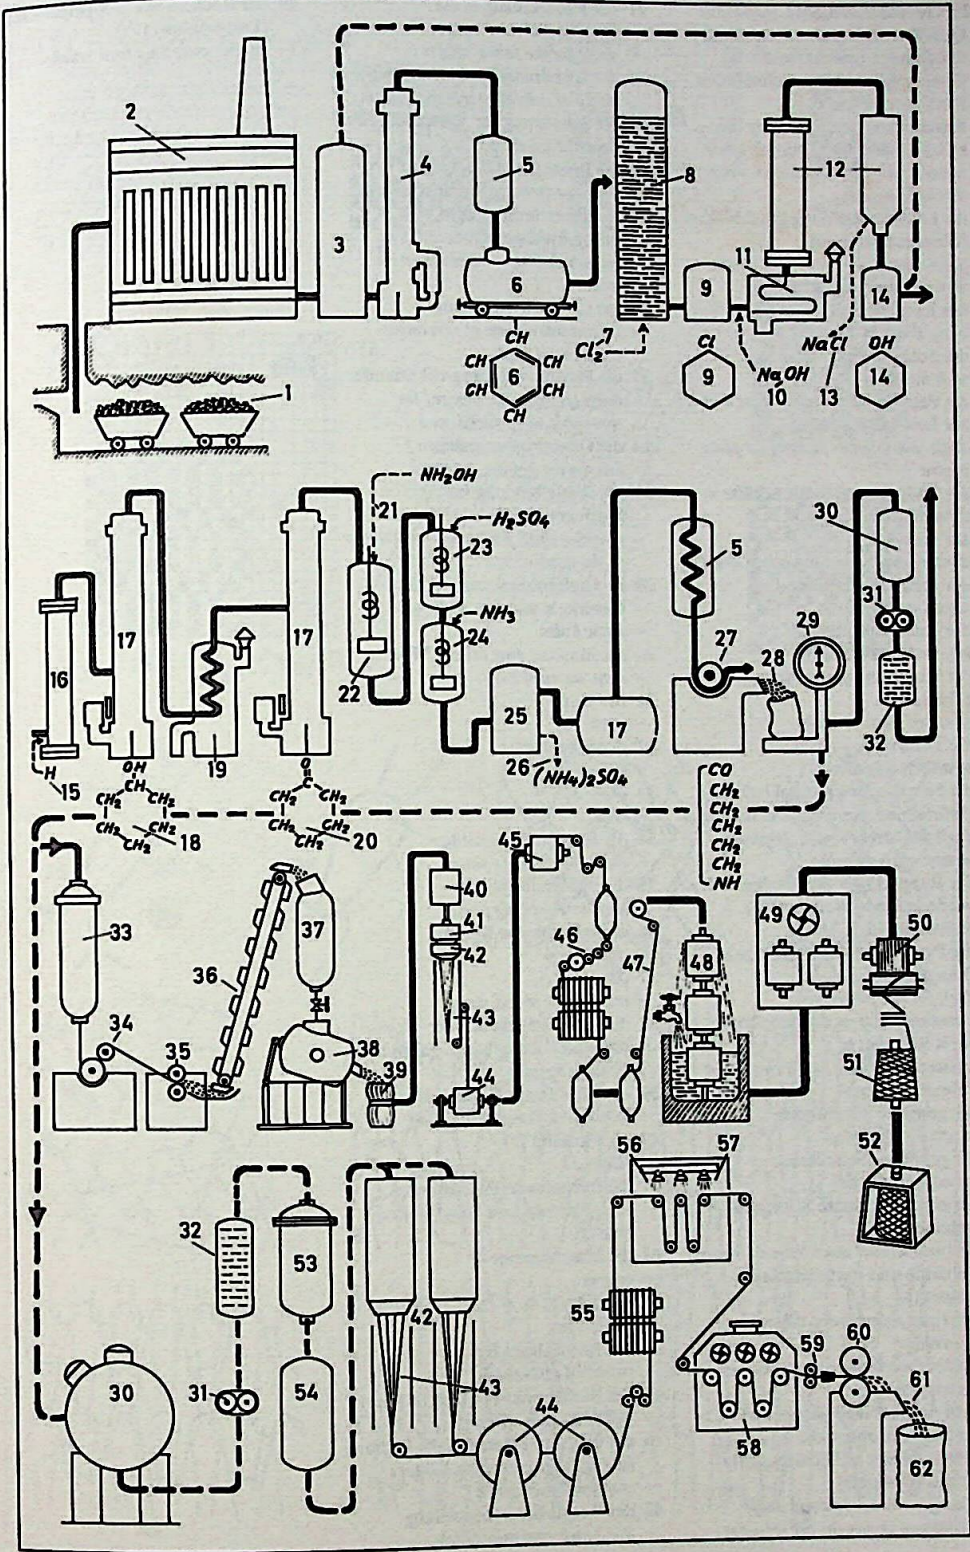 2
3
4
5
6
8
9
11
12
14
1
7
Cl2
CH
CH
CH
6
CH
CH
CH
Cl
9
NaOH
10
NaCl
13
OH
14
NH2OH
21
H2SO4
23
NH3
24
22
16
17
19
17
H
15
OH
CH
CH2
CH2
CH2
CH2
CH2
18
O
C
CH2
CH2
CH2
CH2
CH2
20
25
26
(NH4)2SO4
17
5
27
28
29
30
31
32
CO
CH2
CH2
CH2
CH2
CH2
NH
33
34
35
36
37
38
39
40
41
42
43
44
45
46
47
48
49
50
51
52
30
31
32
53
54
42
43
44
55
56
57
58
59
60
61
62